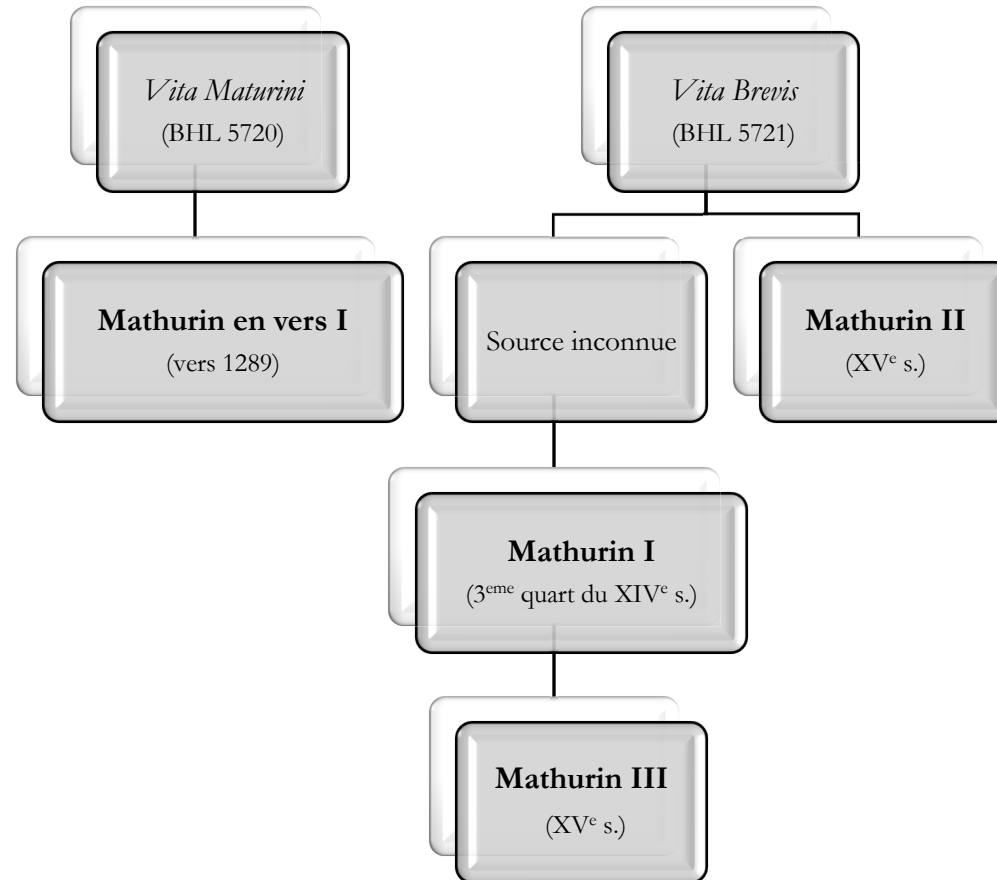 Vita Maturini
(BHL 5720)
Vita Brevis
(BHL 5721)
Mathurin en vers I
(vers 1289)
Source inconnue
Mathurin II
(XVᵉ s.)
Mathurin I
(3ᵉᵐᵉ quart du XIVᵉ s.)
Mathurin III
(XVᵉ s.)